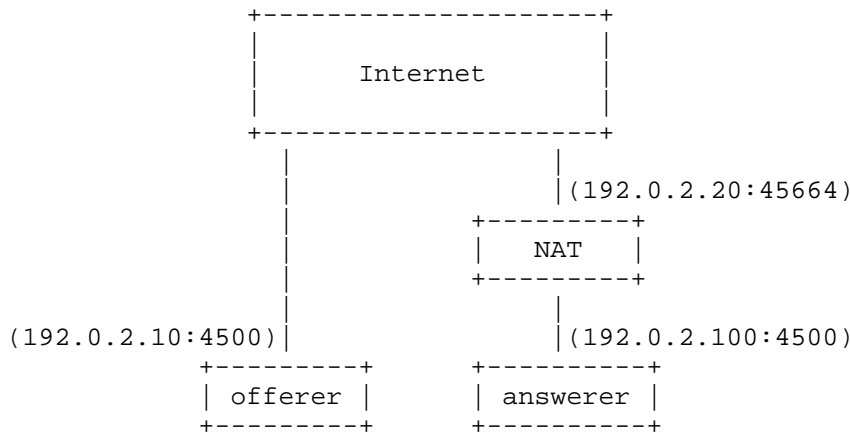 Internet
(192.0.2.20:45664)
NAT
(192.0.2.10:4500) (192.0.2.100:4500)
offerer answerer